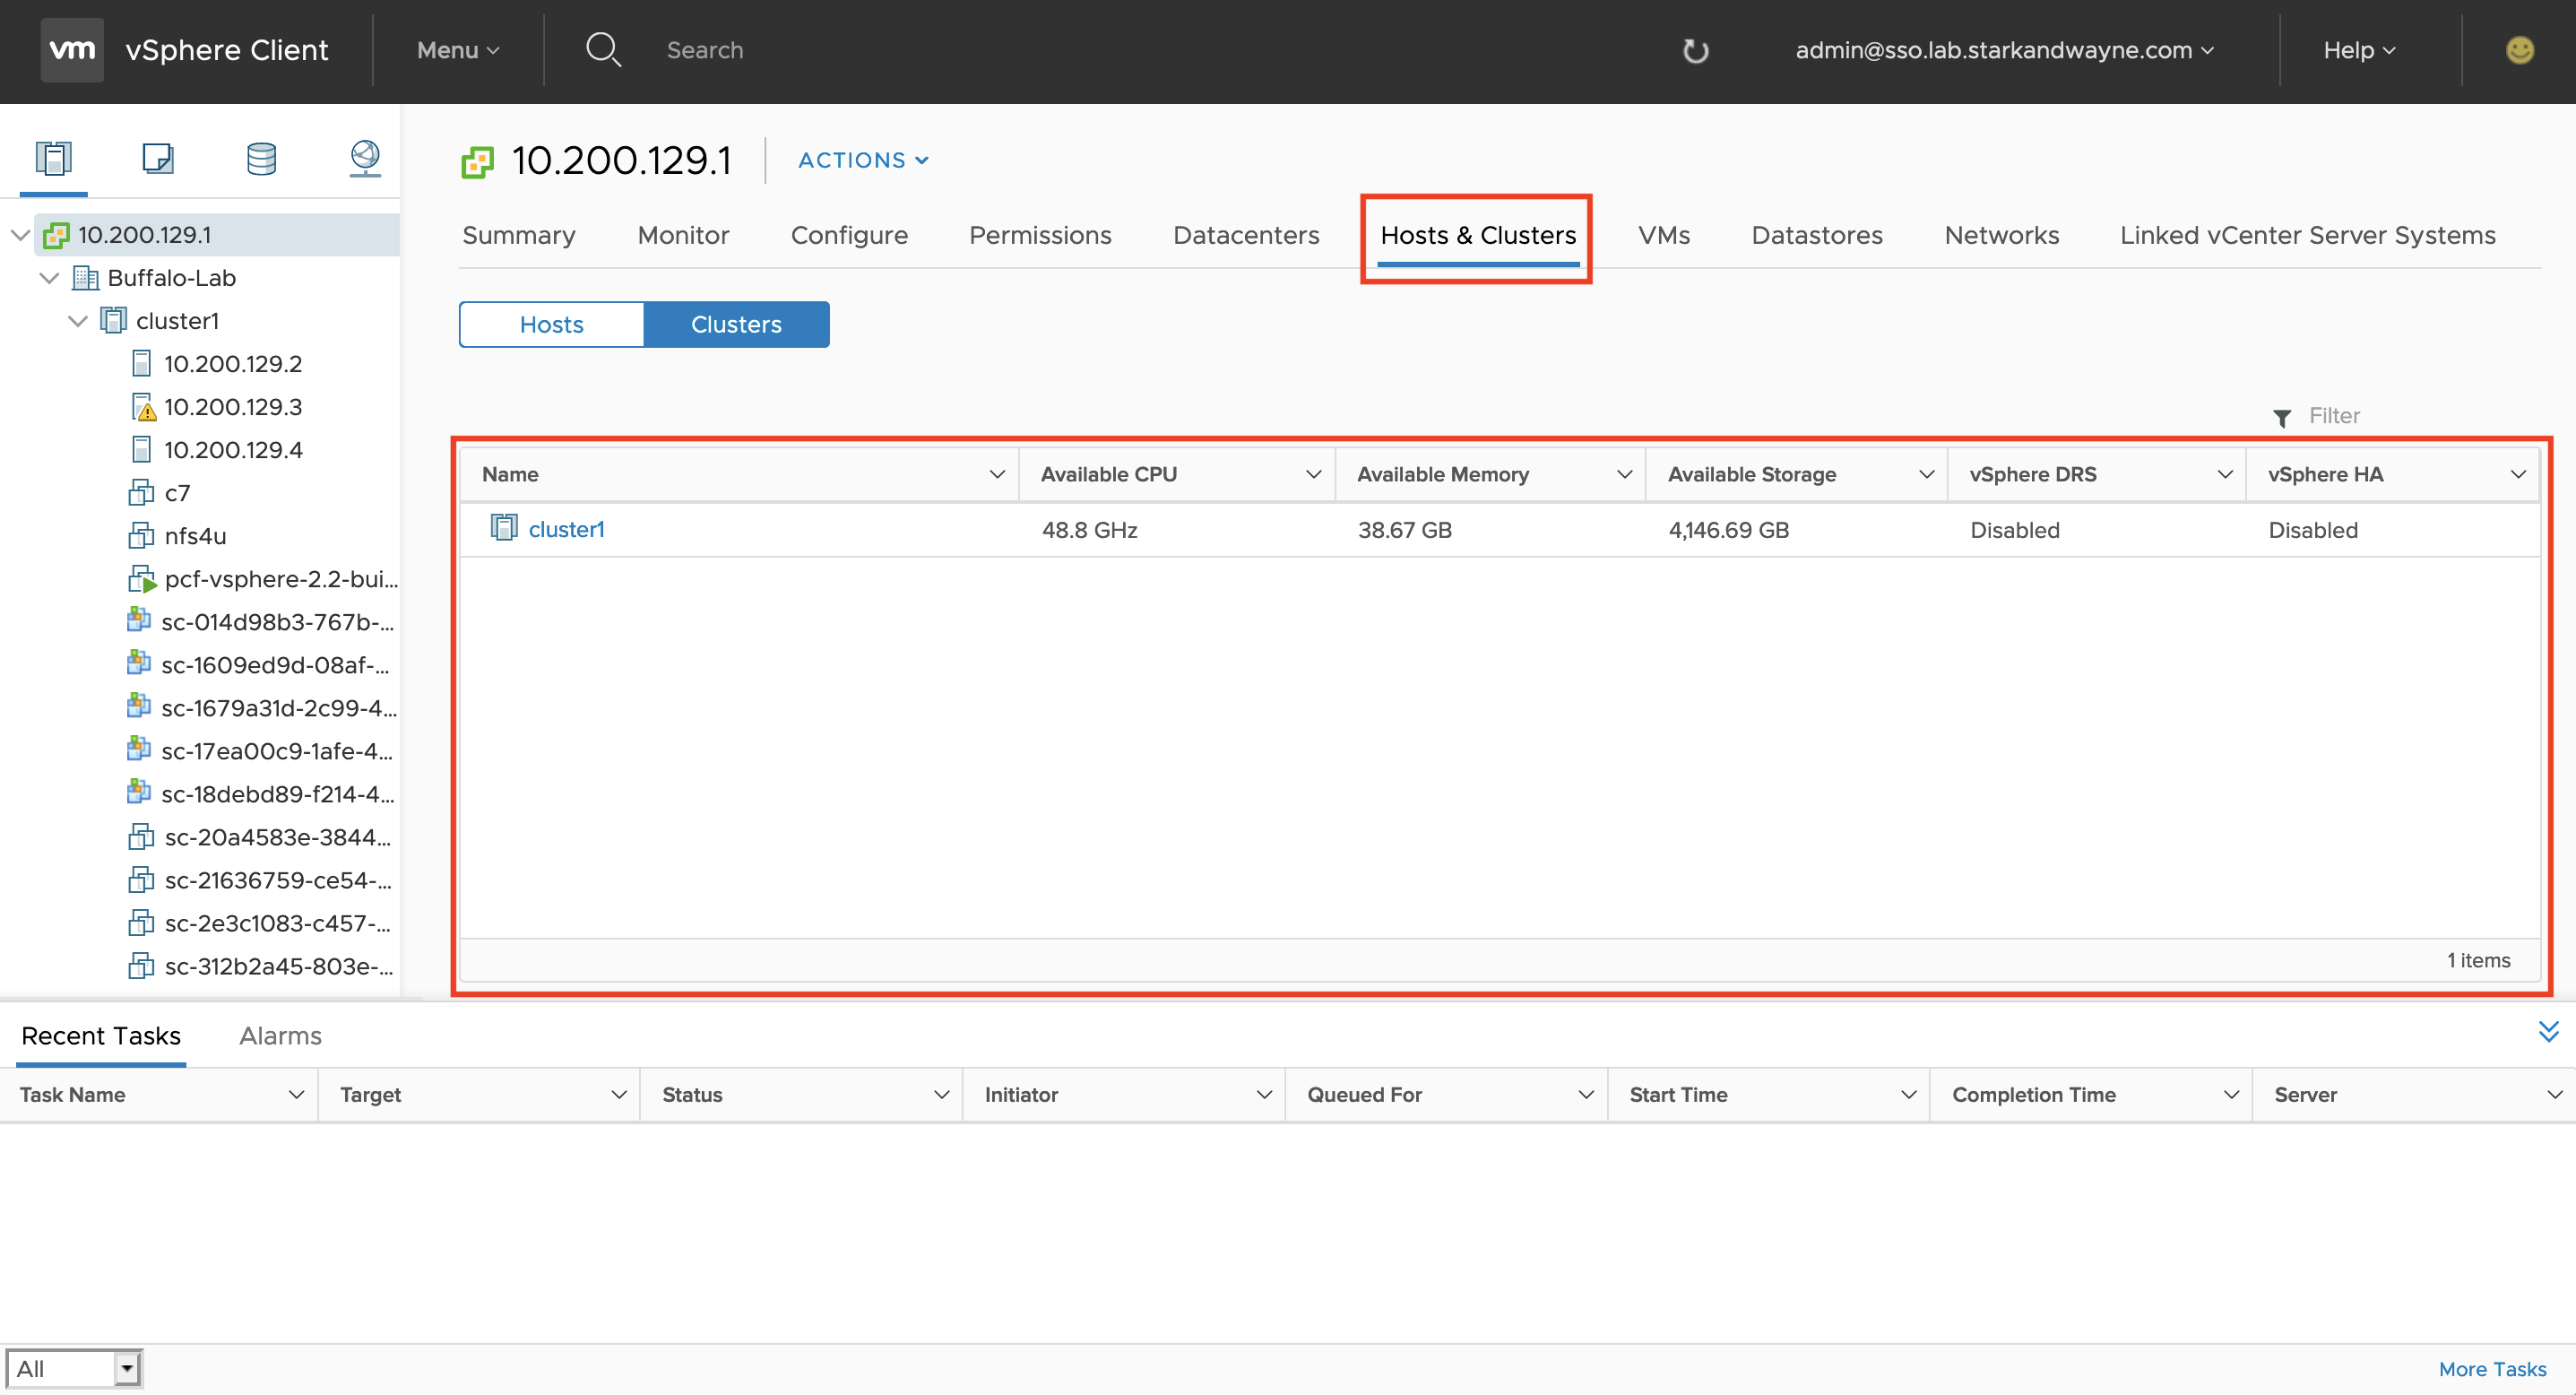 vm vSphere Client Menu Search admin@sso.lab.starkandwayne.com Help
10.200.129.1 ACTIONS
Summary Monitor Configure Permissions Datacenters Hosts & Clusters VMs Datastores Networks Linked vCenter Server Systems
10.200.129.1
Buffalo-Lab
cluster1
10.200.129.2
10.200.129.3
10.200.129.4
c7
nfs4u
pcf-vsphere-2.2-bui...
sc-014d98b3-767b-...
sc-1609ed9d-08af-...
sc-1679a31d-2c99-4...
sc-17ea00c9-1afe-4...
sc-18debd89-f214-4...
sc-20a4583e-3844...
sc-21636759-ce54-...
sc-2e3c1083-c457-...
sc-312b2a45-803e-...
Hosts Clusters
Filter
Name Available CPU Available Memory Available Storage vSphere DRS vSphere HA
cluster1 48.8 GHz 38.67 GB 4,146.69 GB Disabled Disabled
1 items
Recent Tasks Alarms
Task Name Target Status Initiator Queued For Start Time Completion Time Server
All More Tasks